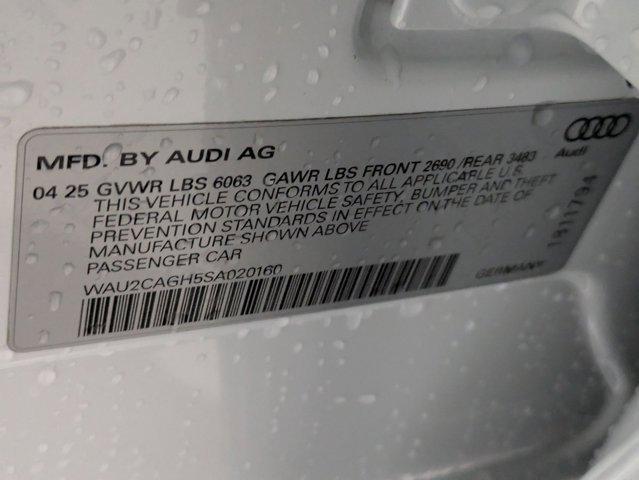 MFD. BY AUDI AG
04 25 GVWR LBS 6063 GAWR LBS FRONT 2690 /REAR 3483
THIS VEHICLE CONFORMS TO ALL APPLICABLE U.S.
FEDERAL MOTOR VEHICLE SAFETY, BUMPER AND THEFT
PREVENTION STANDARDS IN EFFECT ON THE DATE OF
MANUFACTURE SHOWN ABOVE
PASSENGER CAR
WAU2CAGH5SA020160
Audi
1911794
GERMANY